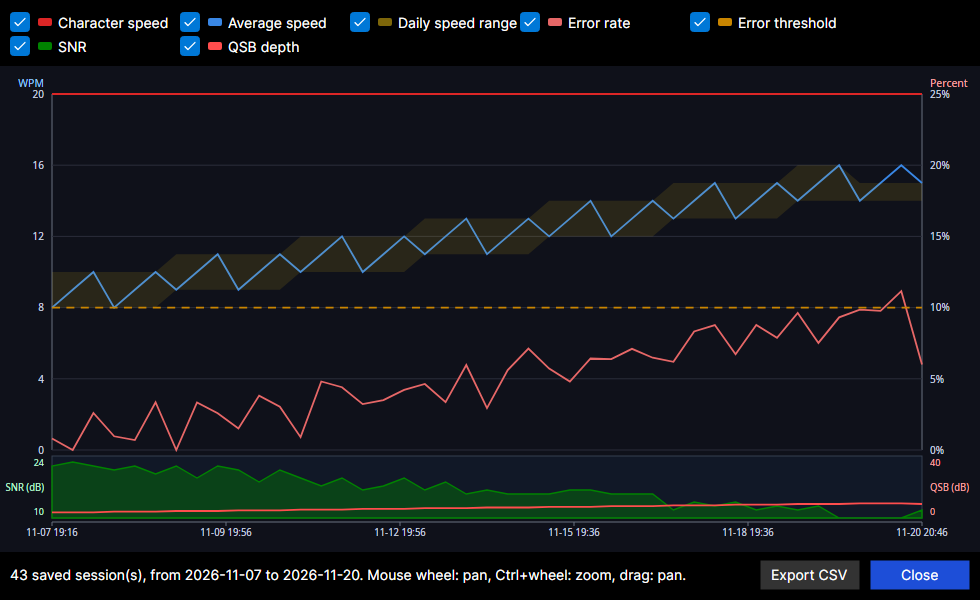 Character speed Average speed Daily speed range Error rate Error threshold
SNR QSB depth
WPM Percent
20 25%
16 20%
12 15%
8 10%
4 5%
0 0%
24 40
SNR (dB) QSB (dB)
10 0
11-07 19:16 11-09 19:56 11-12 19:56 11-15 19:36 11-18 19:36 11-20 20:46
43 saved session(s), from 2026-11-07 to 2026-11-20. Mouse wheel: pan, Ctrl+wheel: zoom, drag: pan. Export CSV Close